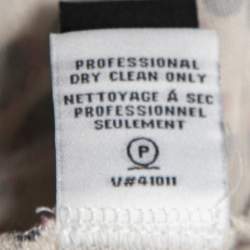 PROFESSIONAL
DRY CLEAN ONLY
NETTOYAGE Á SEC
PROFESSIONNEL
SEULEMENT
P
V#41011